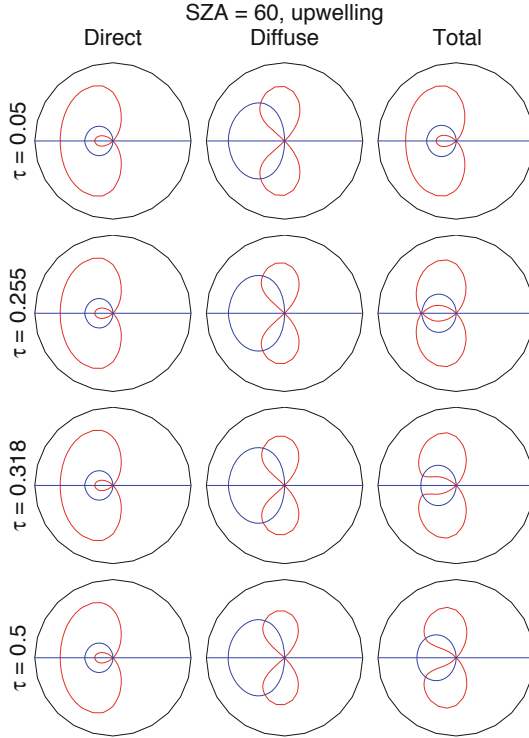 SZA = 60, upwelling
Direct Diffuse Total
τ = 0.05
τ = 0.255
τ = 0.318
τ = 0.5